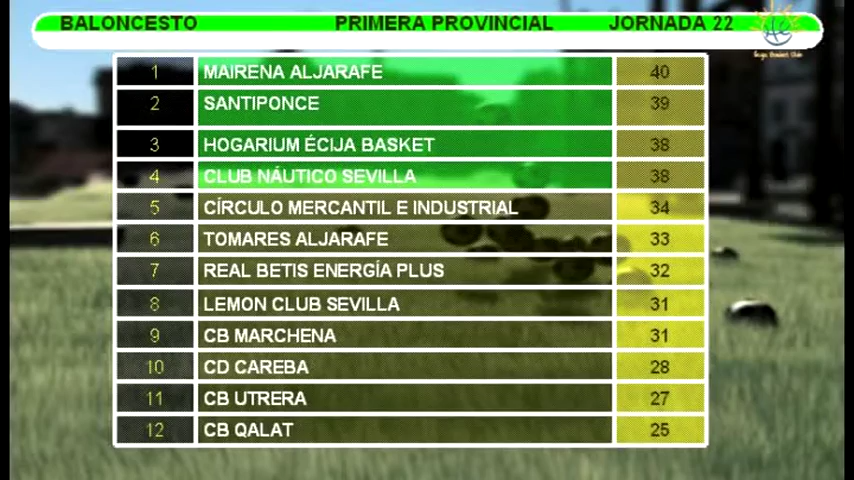 BALONCESTO PRIMERA PROVINCIAL JORNADA 22
1 MAIRENA ALJARAFE 40
2 SANTIPONCE 39
3 HOGARIUM ÉCIJA BASKET 38
4 CLUB NÁUTICO SEVILLA 38
5 CÍRCULO MERCANTIL E INDUSTRIAL 34
6 TOMARES ALJARAFE 33
7 REAL BETIS ENERGÍA PLUS 32
8 LEMON CLUB SEVILLA 31
9 CB MARCHENA 31
10 CD CAREBA 28
11 CB UTRERA 27
12 CB QALAT 25